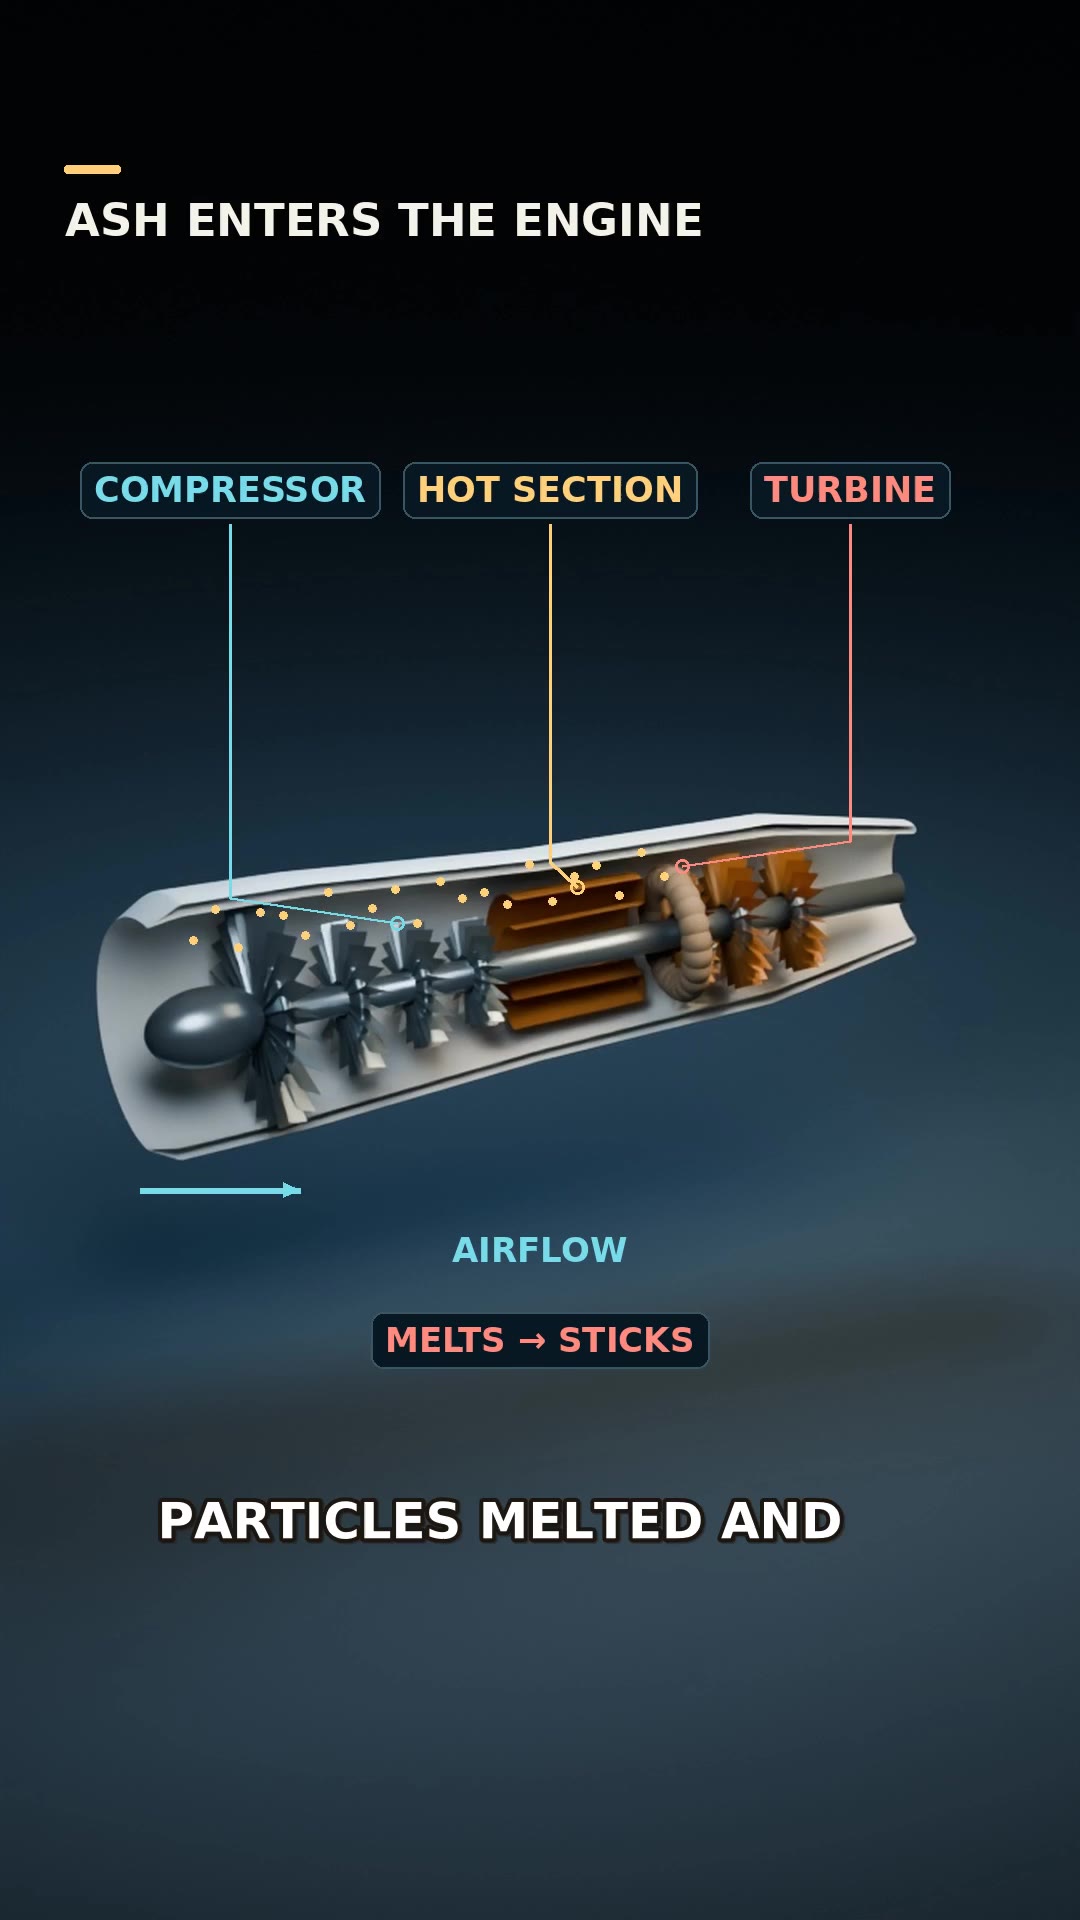 ASH ENTERS THE ENGINE
COMPRESSOR
HOT SECTION
TURBINE
AIRFLOW
MELTS → STICKS
PARTICLES MELTED AND